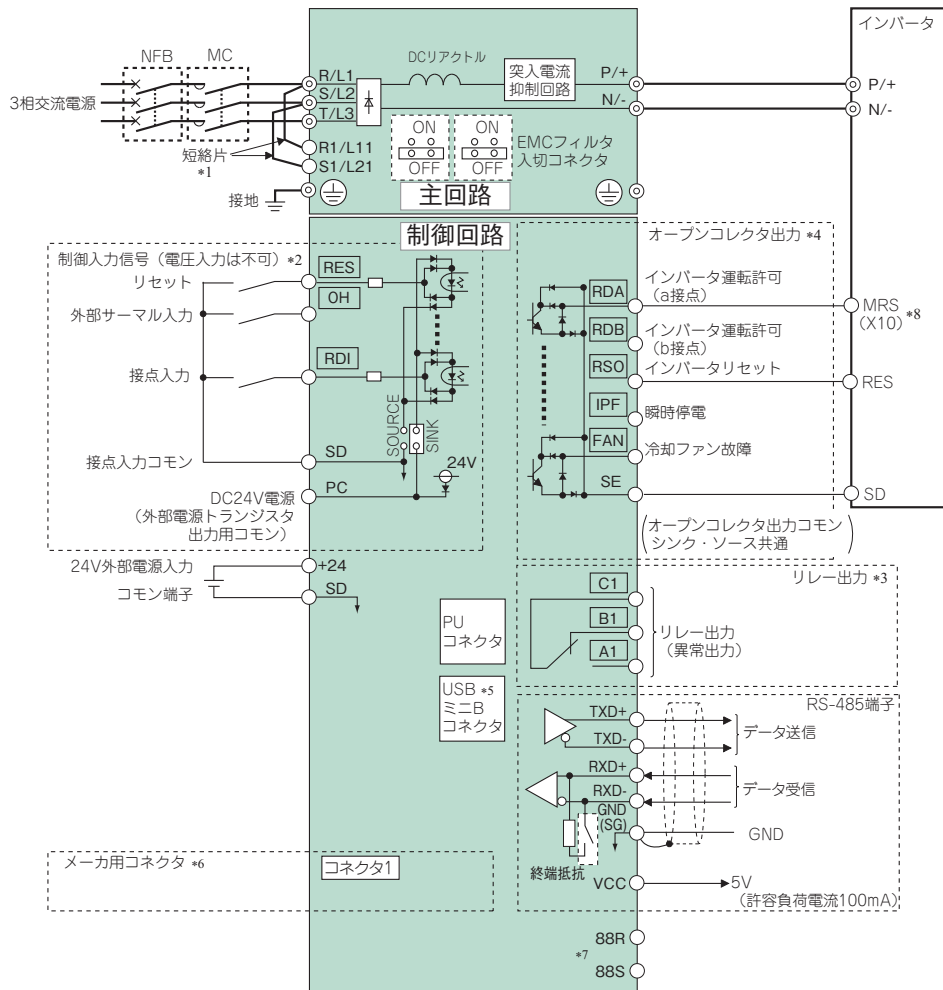 インバータ
NFB
MC
DCリアクトル
突入電流
抑制回路
R/L1
S/L2
T/L3
P/+
N/-
P/+
N/-
3相交流電源
短絡片
*1
R1/L11
S1/L21
ON
OFF
ON
OFF
EMCフィルタ
入切コネクタ
接地
主回路
制御回路
制御入力信号（電圧入力は不可）*2
リセット
RES
外部サーマル入力
OH
接点入力
RDI
接点入力コモン
SD
SOURCE
SINK
24V
DC24V電源
（外部電源トランジスタ
出力用コモン）
PC
24V外部電源入力
+24
コモン端子
SD
オープンコレクタ出力 *4
RDA
インバータ運転許可
（a接点）
RDB
インバータ運転許可
（b接点）
RSO
インバータリセット
IPF
瞬時停電
FAN
冷却ファン故障
SE
MRS
(X10) *8
RES
SD
（オープンコレクタ出力コモン
シンク・ソース共通）
リレー出力 *3
C1
B1
A1
リレー出力
（異常出力）
PU
コネクタ
USB *5
ミニB
コネクタ
RS-485端子
TXD+
TXD-
データ送信
RXD+
RXD-
データ受信
GND
(SG)
GND
終端抵抗
VCC
5V
（許容負荷電流100mA）
メーカ用コネクタ *6
コネクタ1
88R
*7
88S